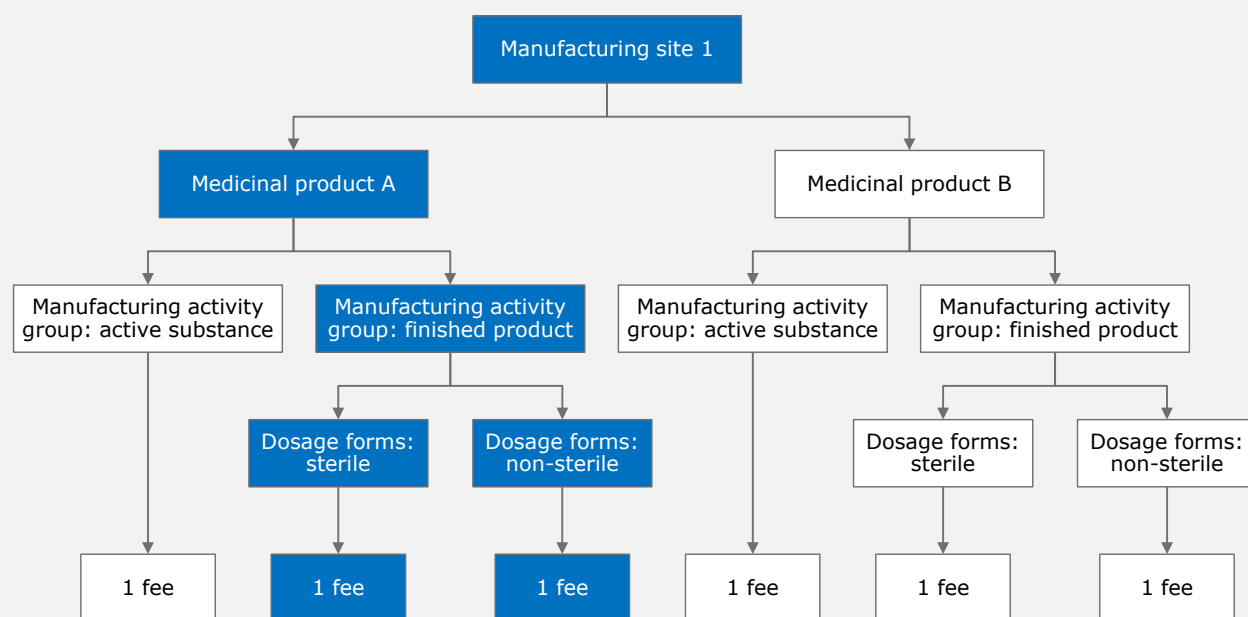 Manufacturing site 1
Medicinal product A
Medicinal product B
Manufacturing activity
group: active substance
Manufacturing activity
group: finished product
Manufacturing activity
group: active substance
Manufacturing activity
group: finished product
Dosage forms:
sterile
Dosage forms:
non-sterile
Dosage forms:
sterile
Dosage forms:
non-sterile
1 fee
1 fee
1 fee
1 fee
1 fee
1 fee